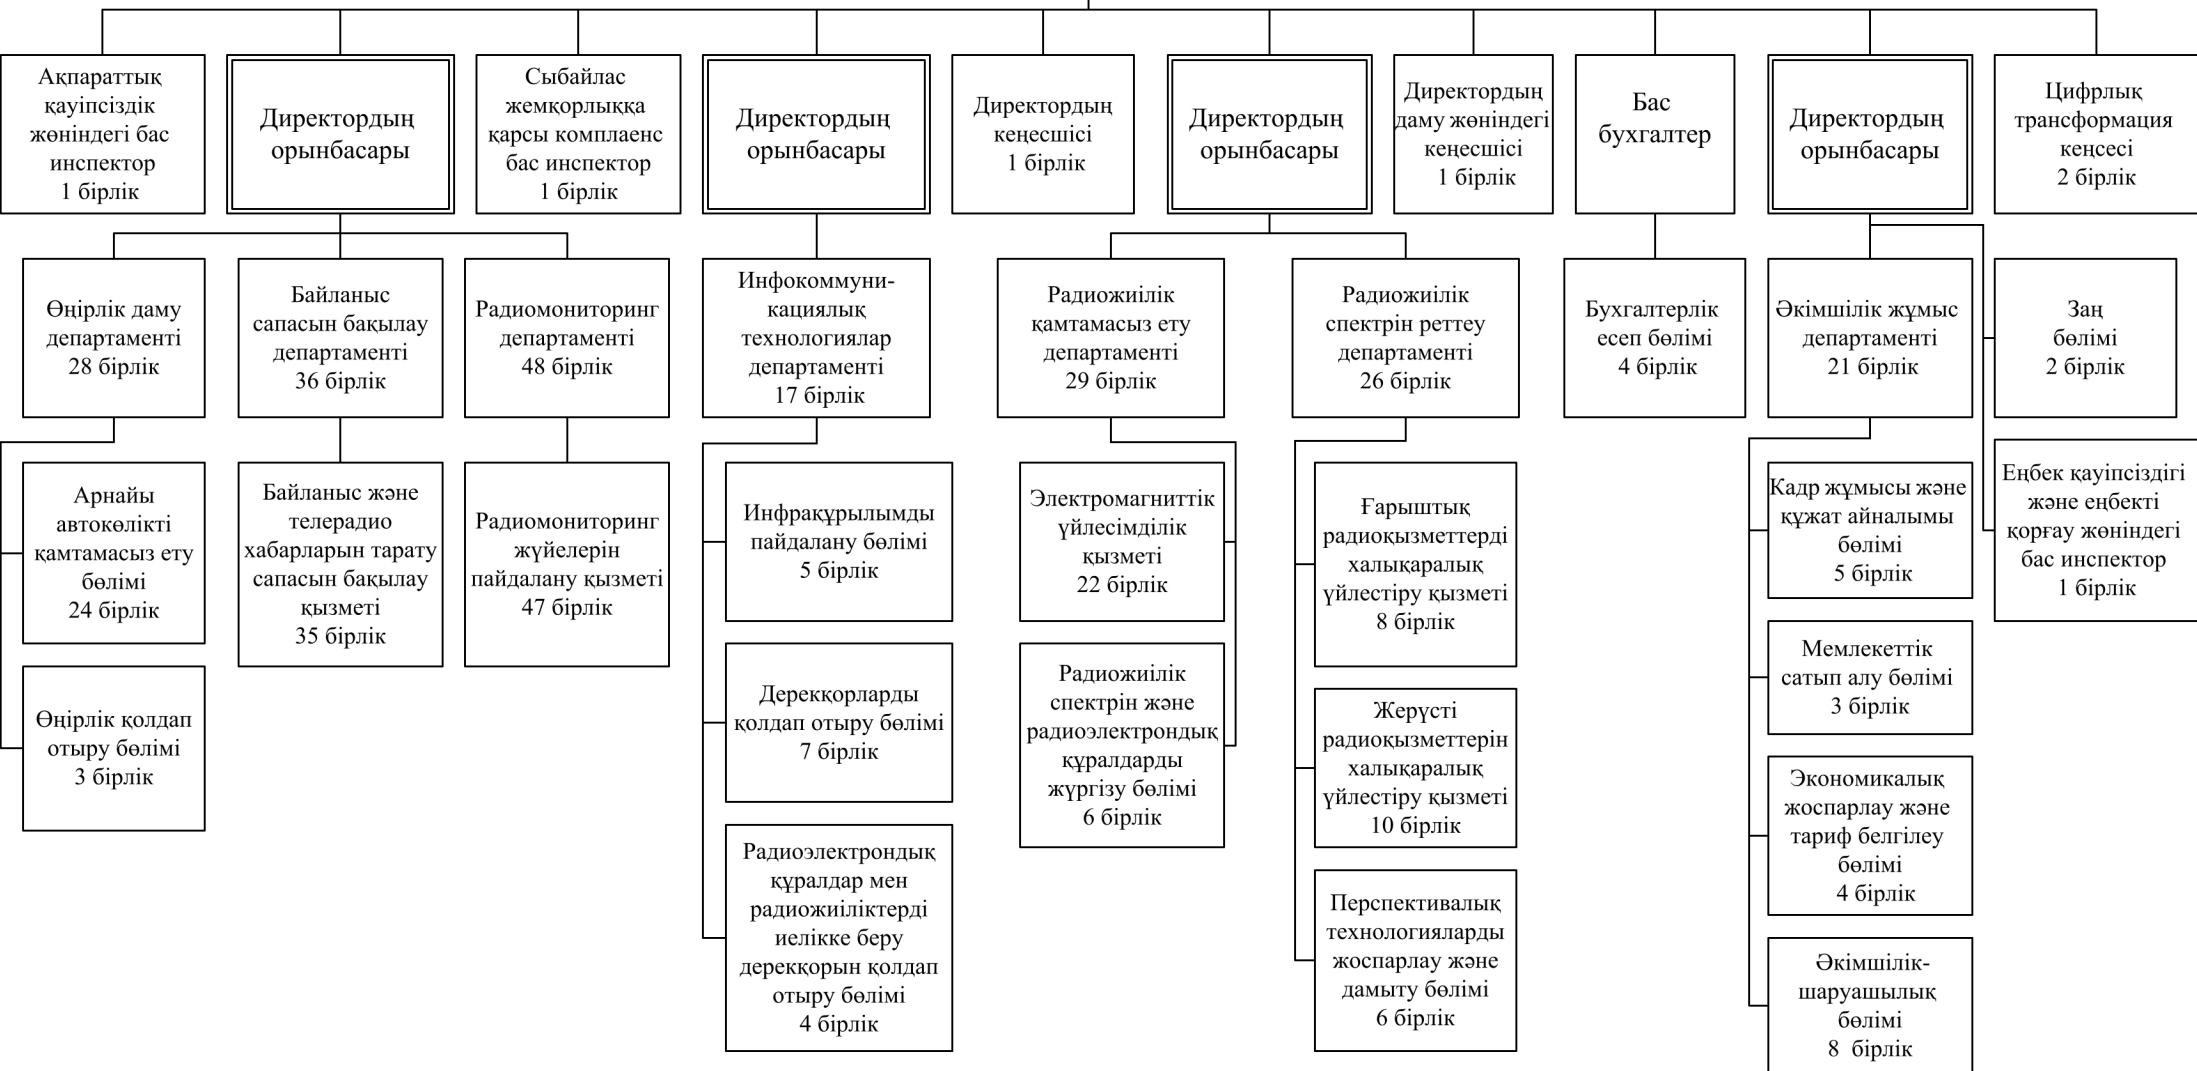 Ақпараттық
қауіпсіздік
жөніндегі бас
инспектор
1 бірлік
Директордың
орынбасары
Сыбайлас
жемқорлыққа
қарсы комплаенс
бас инспектор
1 бірлік
Директордың
орынбасары
Директордың
кеңесшісі
1 бірлік
Директордың
орынбасары
Директордың
даму жөніндегі
кеңесшісі
1 бірлік
Бас
бухгалтер
Директордың
орынбасары
Цифрлық
трансформация
кеңсесі
2 бірлік
Өңірлік даму
департаменті
28 бірлік
Байланыс
сапасын бақылау
департаменті
36 бірлік
Радиомониторинг
департаменті
48 бірлік
Инфокоммуни-
кациялық
технологиялар
департаменті
17 бірлік
Радиожиілік
қамтамасыз ету
департаменті
29 бірлік
Радиожиілік
спектрін реттеу
департаменті
26 бірлік
Бухгалтерлік
есеп бөлімі
4 бірлік
Әкімшілік жұмыс
департаменті
21 бірлік
Заң
бөлімі
2 бірлік
Арнайы
автокөлікті
қамтамасыз ету
бөлімі
24 бірлік
Байланыс және
телерадио
хабарларын тарату
сапасын бақылау
қызметі
35 бірлік
Радиомониторинг
жүйелерін
пайдалану қызметі
47 бірлік
Инфрақұрылымды
пайдалану бөлімі
5 бірлік
Электромагниттік
үйлесімділік
қызметі
22 бірлік
Ғарыштық
радиоқызметтерді
халықаралық
үйлестіру қызметі
8 бірлік
Кадр жұмысы және
құжат айналымы
бөлімі
5 бірлік
Еңбек қауіпсіздігі
және еңбекті
қорғау жөніндегі
бас инспектор
1 бірлік
Өңірлік қолдап
отыру бөлімі
3 бірлік
Дерекқорларды
қолдап отыру бөлімі
7 бірлік
Радиожиілік
спектрін және
радиоэлектрондық
құралдарды
жүргізу бөлімі
6 бірлік
Жерүсті
радиоқызметтерін
халықаралық
үйлестіру қызметі
10 бірлік
Мемлекеттік
сатып алу бөлімі
3 бірлік
Экономикалық
жоспарлау және
тариф белгілеу
бөлімі
4 бірлік
Радиоэлектрондық
құралдар мен
радиожиіліктерді
иелікке беру
дерекқорын қолдап
отыру бөлімі
4 бірлік
Перспективалық
технологияларды
жоспарлау және
дамыту бөлімі
6 бірлік
Әкімшілік-
шаруашылық
бөлімі
8 бірлік